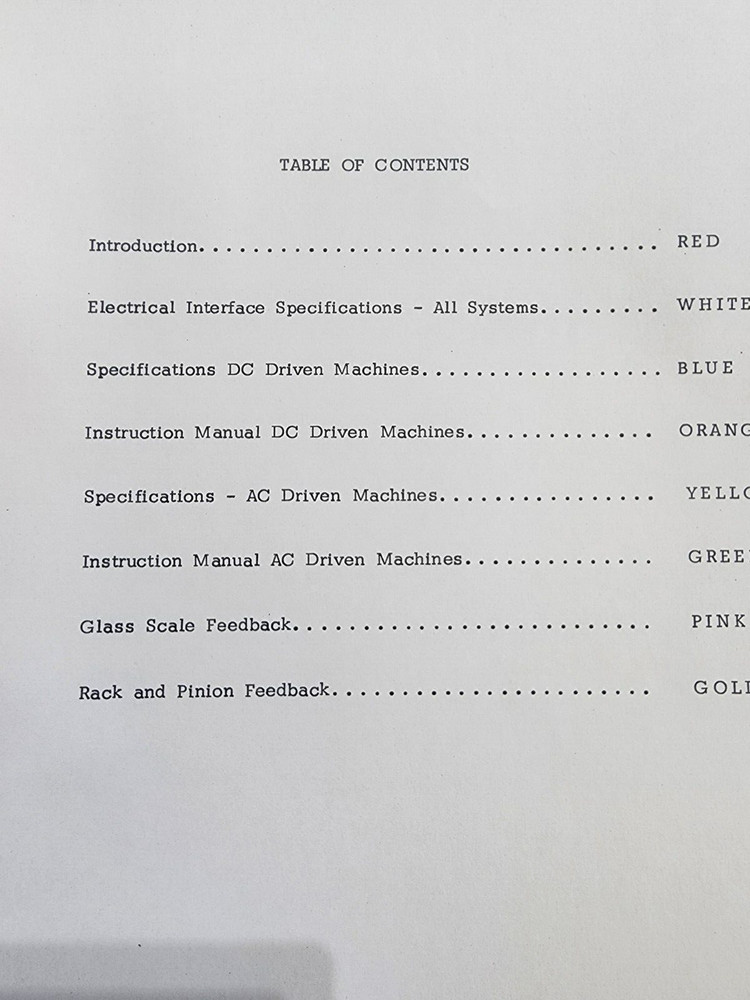 TABLE OF CONTENTS
Introduction................................... RED
Electrical Interface Specifications - All Systems......... WHITE
Specifications DC Driven Machines.................. BLUE
Instruction Manual DC Driven Machines.............. ORANG
Specifications - AC Driven Machines................ YELLO
Instruction Manual AC Driven Machines.............. GREE
Glass Scale Feedback........................... PINK
Rack and Pinion Feedback........................ GOL